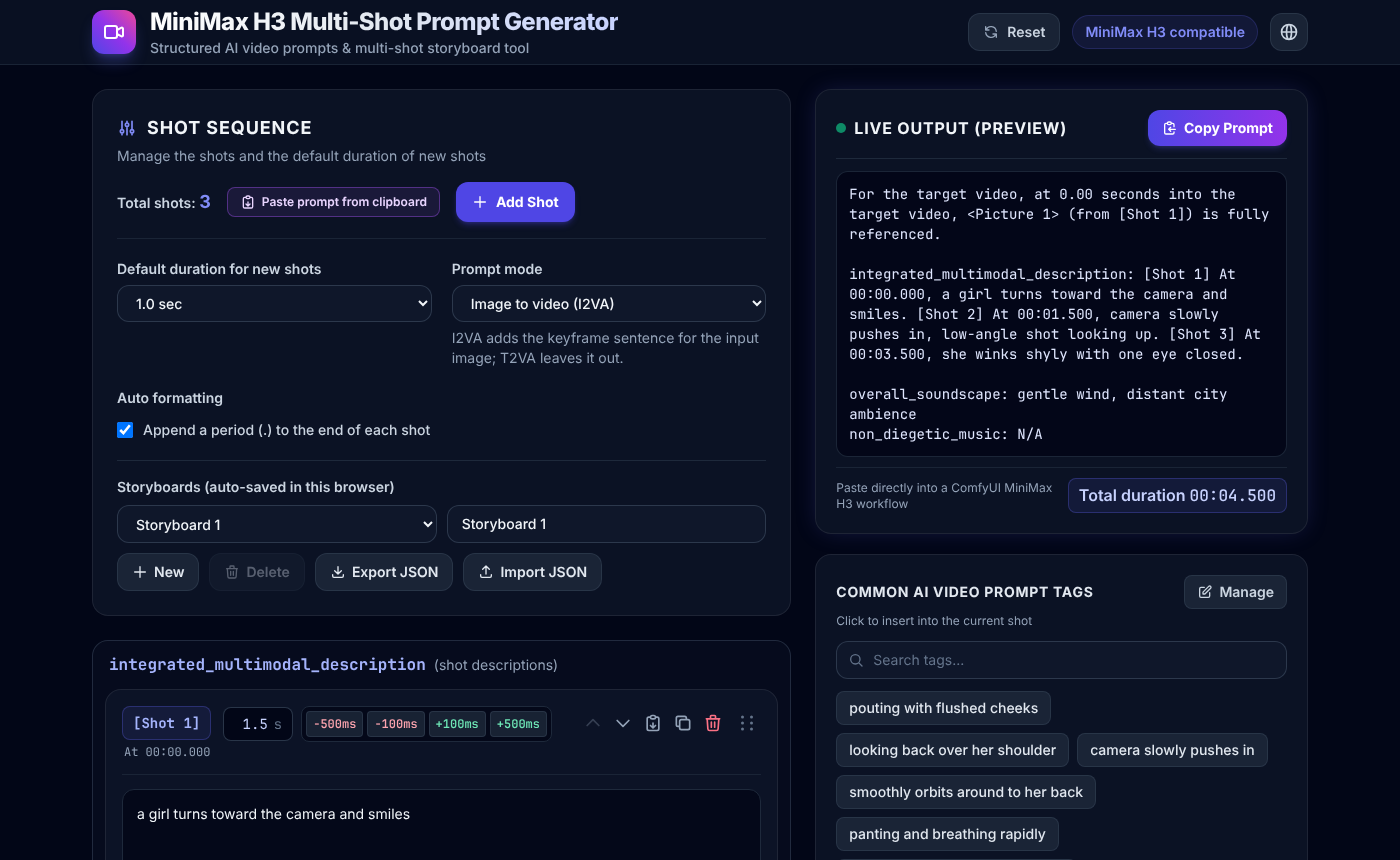 MiniMax H3 Multi-Shot Prompt Generator
Structured AI video prompts & multi-shot storyboard tool
Reset
MiniMax H3 compatible
SHOT SEQUENCE
Manage the shots and the default duration of new shots
Total shots: 3
Paste prompt from clipboard
Add Shot
Default duration for new shots
1.0 sec
Prompt mode
Image to video (I2VA)
I2VA adds the keyframe sentence for the input
image; T2VA leaves it out.
Auto formatting
Append a period (.) to the end of each shot
Storyboards (auto-saved in this browser)
Storyboard 1
Storyboard 1
New
Delete
Export JSON
Import JSON
integrated_multimodal_description (shot descriptions)
[Shot 1]
1.5 s
-500ms
-100ms
+100ms
+500ms
At 00:00.000
a girl turns toward the camera and smiles
LIVE OUTPUT (PREVIEW)
Copy Prompt
For the target video, at 0.00 seconds into the
target video, <Picture 1> (from [Shot 1]) is fully
referenced.
integrated_multimodal_description: [Shot 1] At
00:00.000, a girl turns toward the camera and
smiles. [Shot 2] At 00:01.500, camera slowly
pushes in, low-angle shot looking up. [Shot 3] At
00:03.500, she winks shyly with one eye closed.
overall_soundscape: gentle wind, distant city
ambience
non_diegetic_music: N/A
Paste directly into a ComfyUI MiniMax
H3 workflow
Total duration 00:04.500
COMMON AI VIDEO PROMPT TAGS
Manage
Click to insert into the current shot
Search tags...
pouting with flushed cheeks
looking back over her shoulder
camera slowly pushes in
smoothly orbits around to her back
panting and breathing rapidly